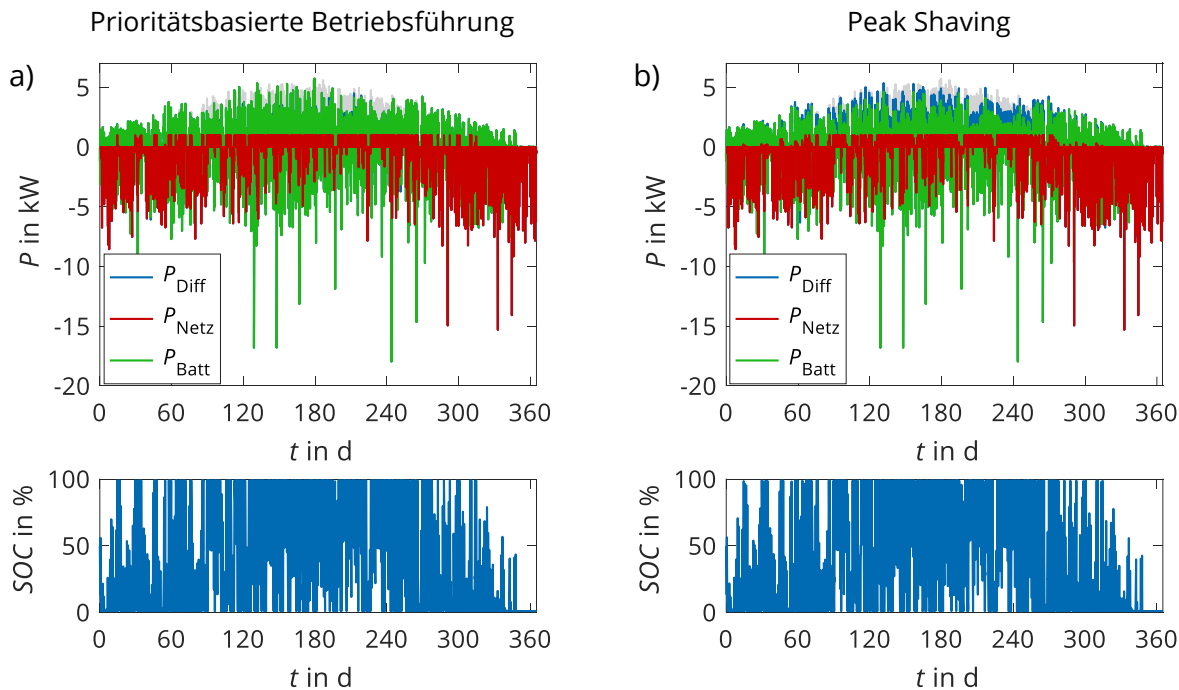 Prioritätsbasierte Betriebsführung
Peak Shaving
a)
P in kW
5
0
-5
-10
-15
-20
P_Diff
P_Netz
P_Batt
0 60 120 180 240 300 360
t in d
SOC in %
100
50
0
0 60 120 180 240 300 360
t in d
b)
P in kW
5
0
-5
-10
-15
-20
P_Diff
P_Netz
P_Batt
0 60 120 180 240 300 360
t in d
SOC in %
100
50
0
0 60 120 180 240 300 360
t in d